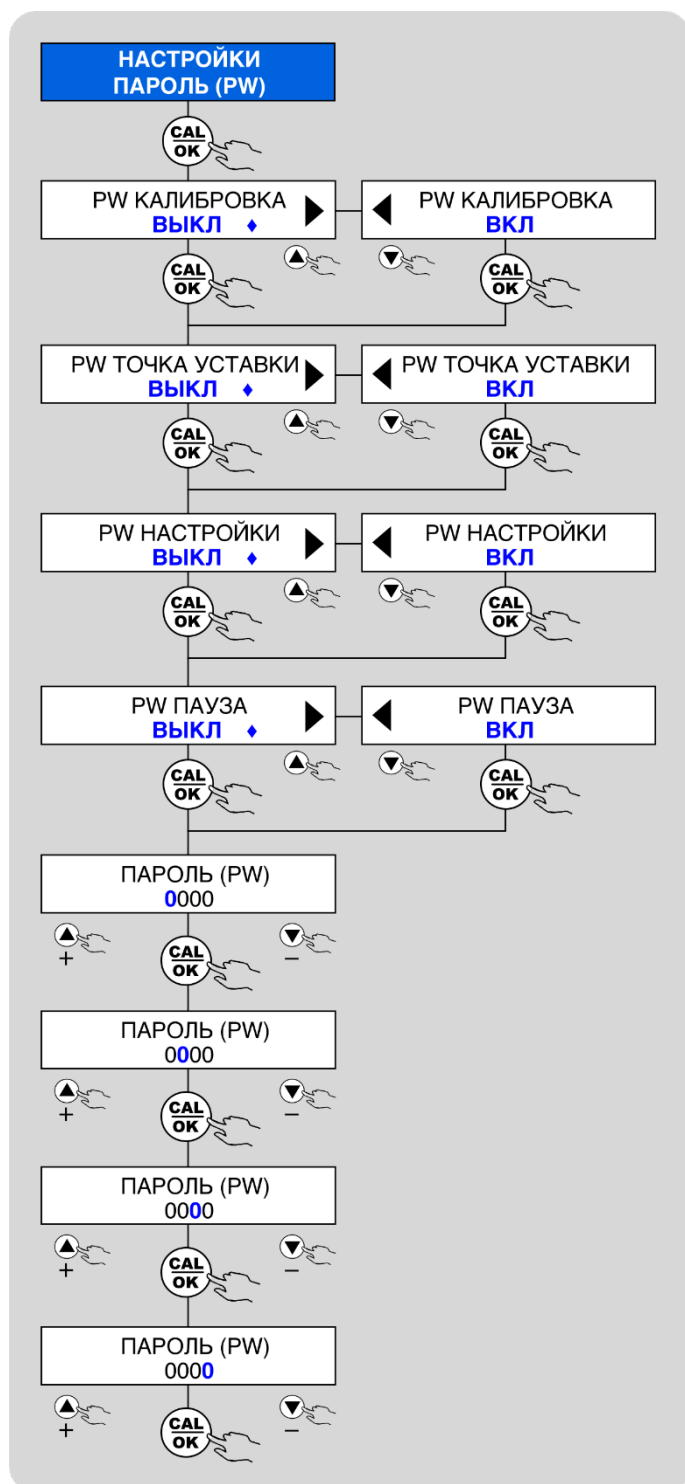 НАСТРОЙКИ
ПАРОЛЬ (PW)
CAL
OK
PW КАЛИБРОВКА
ВЫКЛ ♦
PW КАЛИБРОВКА
ВКЛ
CAL
OK
CAL
OK
PW ТОЧКА УСТАВКИ
ВЫКЛ ♦
PW ТОЧКА УСТАВКИ
ВКЛ
CAL
OK
CAL
OK
PW НАСТРОЙКИ
ВЫКЛ ♦
PW НАСТРОЙКИ
ВКЛ
CAL
OK
CAL
OK
PW ПАУЗА
ВЫКЛ ♦
PW ПАУЗА
ВКЛ
CAL
OK
CAL
OK
ПАРОЛЬ (PW)
0000
+
CAL
OK
−
ПАРОЛЬ (PW)
0000
+
CAL
OK
−
ПАРОЛЬ (PW)
0000
+
CAL
OK
−
ПАРОЛЬ (PW)
0000
+
CAL
OK
−